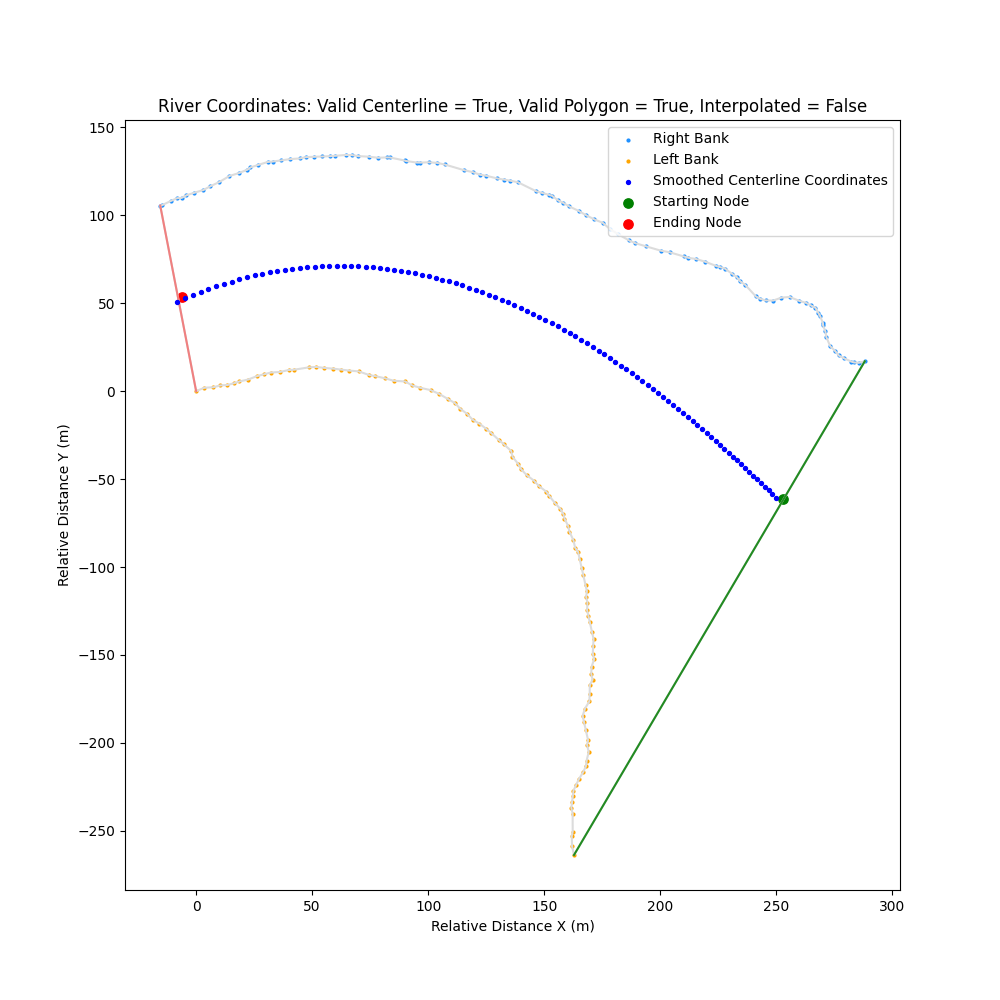 River Coordinates: Valid Centerline = True, Valid Polygon = True, Interpolated = False
Right Bank
Left Bank
Smoothed Centerline Coordinates
Starting Node
Ending Node
150
100
50
0
−50
−100
−150
−200
−250
Relative Distance Y (m)
0
50
100
150
200
250
300
Relative Distance X (m)